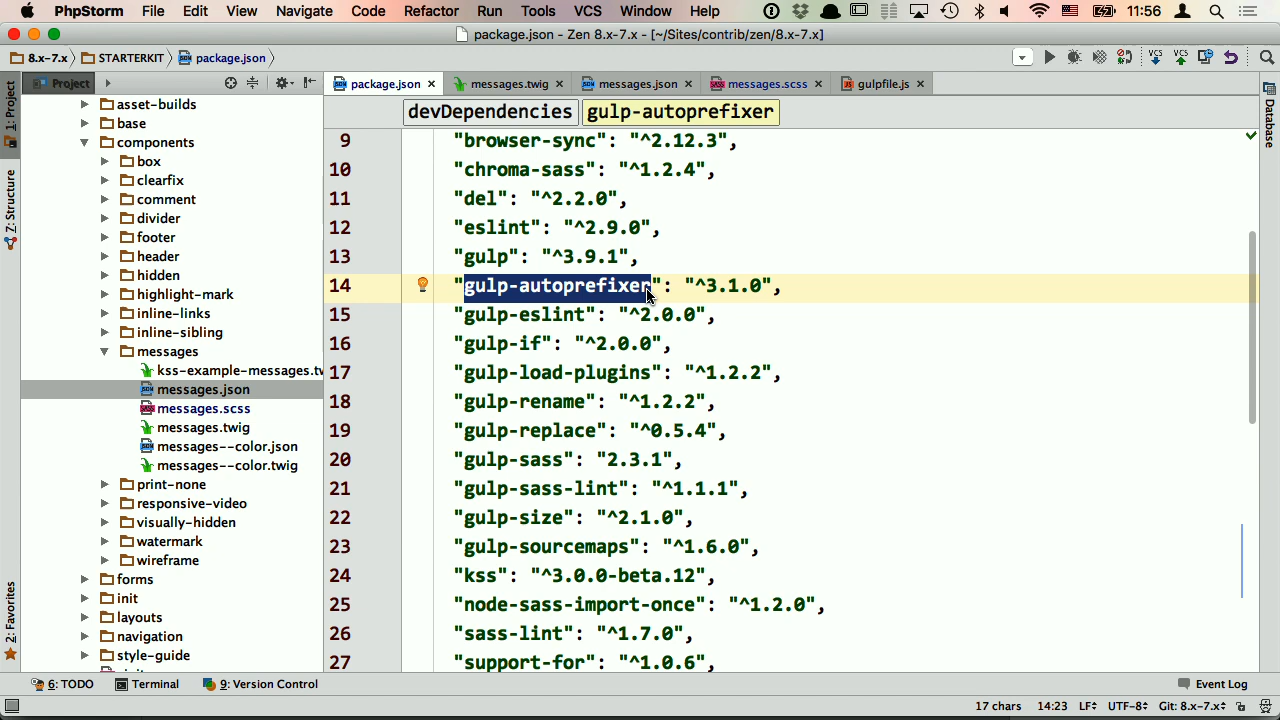 PhpStorm File Edit View Navigate Code Refactor Run Tools VCS Window Help 11:56
package.json - Zen 8.x-7.x - [~/Sites/contrib/zen/8.x-7.x]
8.x-7.x STARTERKIT package.json
VCS VCS
Project
package.json messages.twig messages.json messages.scss gulpfile.js
devDependencies gulp-autoprefixer
1: Project
Z: Structure
2: Favorites
Database
asset-builds
base
components
box
clearfix
comment
divider
footer
header
hidden
highlight-mark
inline-links
inline-sibling
messages
kss-example-messages.tw
messages.json
messages.scss
messages.twig
messages--color.json
messages--color.twig
print-none
responsive-video
visually-hidden
watermark
wireframe
forms
init
layouts
navigation
style-guide
9 "browser-sync": "^2.12.3",
10 "chroma-sass": "^1.2.4",
11 "del": "^2.2.0",
12 "eslint": "^2.9.0",
13 "gulp": "^3.9.1",
14 "gulp-autoprefixer": "^3.1.0",
15 "gulp-eslint": "^2.0.0",
16 "gulp-if": "^2.0.0",
17 "gulp-load-plugins": "^1.2.2",
18 "gulp-rename": "^1.2.2",
19 "gulp-replace": "^0.5.4",
20 "gulp-sass": "2.3.1",
21 "gulp-sass-lint": "^1.1.1",
22 "gulp-size": "^2.1.0",
23 "gulp-sourcemaps": "^1.6.0",
24 "kss": "^3.0.0-beta.12",
25 "node-sass-import-once": "^1.2.0",
26 "sass-lint": "^1.7.0",
27 "support-for": "^1.0.6",
6: TODO Terminal 9: Version Control Event Log
17 chars 14:23 LF UTF-8 Git: 8.x-7.x